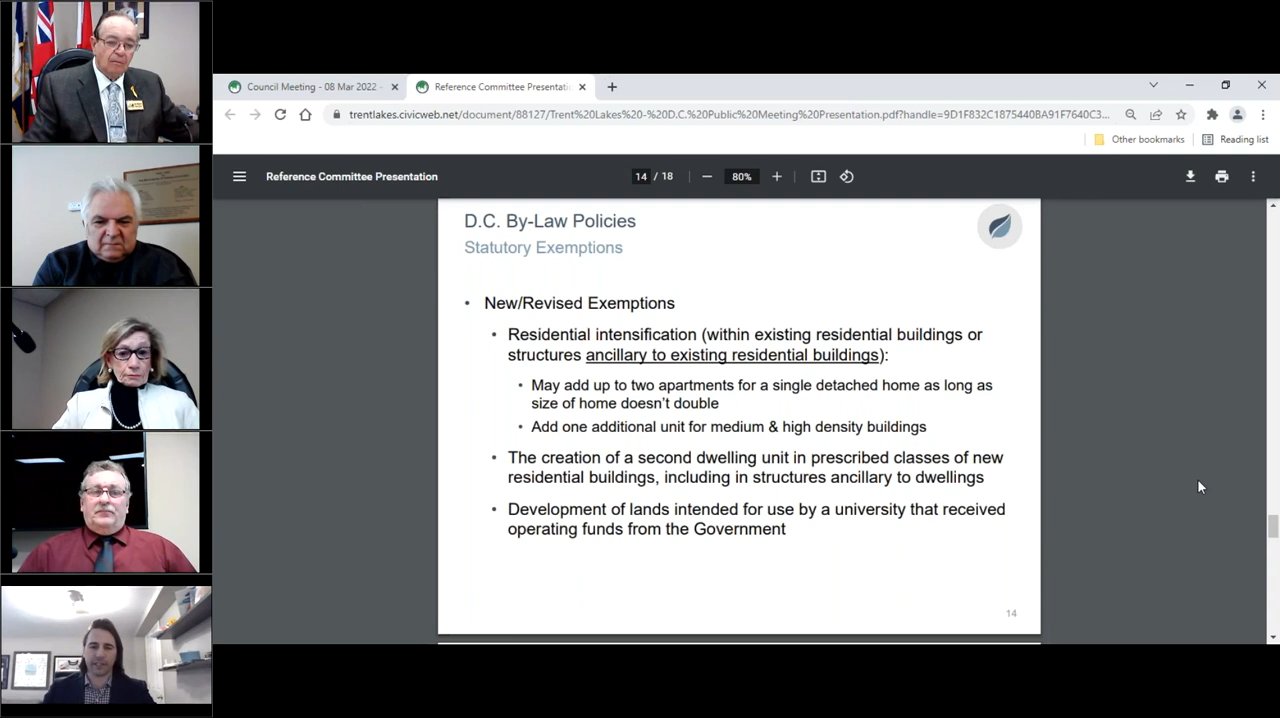 Council Meeting - 08 Mar 2022 -
Reference Committee Presentati
trentlakes.civicweb.net/document/88127/Trent%20Lakes%20-%20D.C.%20Public%20Meeting%20Presentation.pdf?handle=9D1F832C1875440BA91F7640C3...
Other bookmarks
Reading list
Reference Committee Presentation
14 / 18
80%
D.C. By-Law Policies
Statutory Exemptions
• New/Revised Exemptions
• Residential intensification (within existing residential buildings or
structures ancillary to existing residential buildings):
• May add up to two apartments for a single detached home as long as
size of home doesn't double
• Add one additional unit for medium & high density buildings
• The creation of a second dwelling unit in prescribed classes of new
residential buildings, including in structures ancillary to dwellings
• Development of lands intended for use by a university that received
operating funds from the Government
14